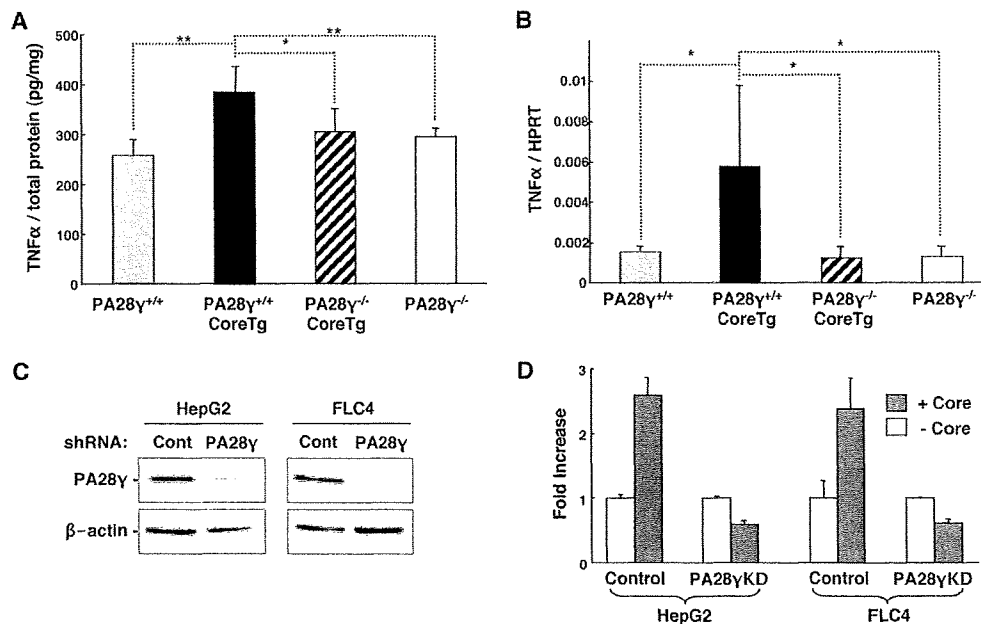 A
TNFα / total protein (pg/mg)
500
400
300
200
100
0
**
*
**
PA28γ+/+
PA28γ+/+ CoreTg
PA28γ-/- CoreTg
PA28γ-/-
B
TNFα / HPRT
0.01
0.008
0.006
0.004
0.002
0
*
*
*
PA28γ+/+
PA28γ+/+ CoreTg
PA28γ-/- CoreTg
PA28γ-/-
C
HepG2
FLC4
shRNA: Cont PA28γ Cont PA28γ
PA28γ-
β-actin-
D
Fold Increase
3
2
1
0
+ Core
- Core
Control PA28γKD Control PA28γKD
HepG2 FLC4